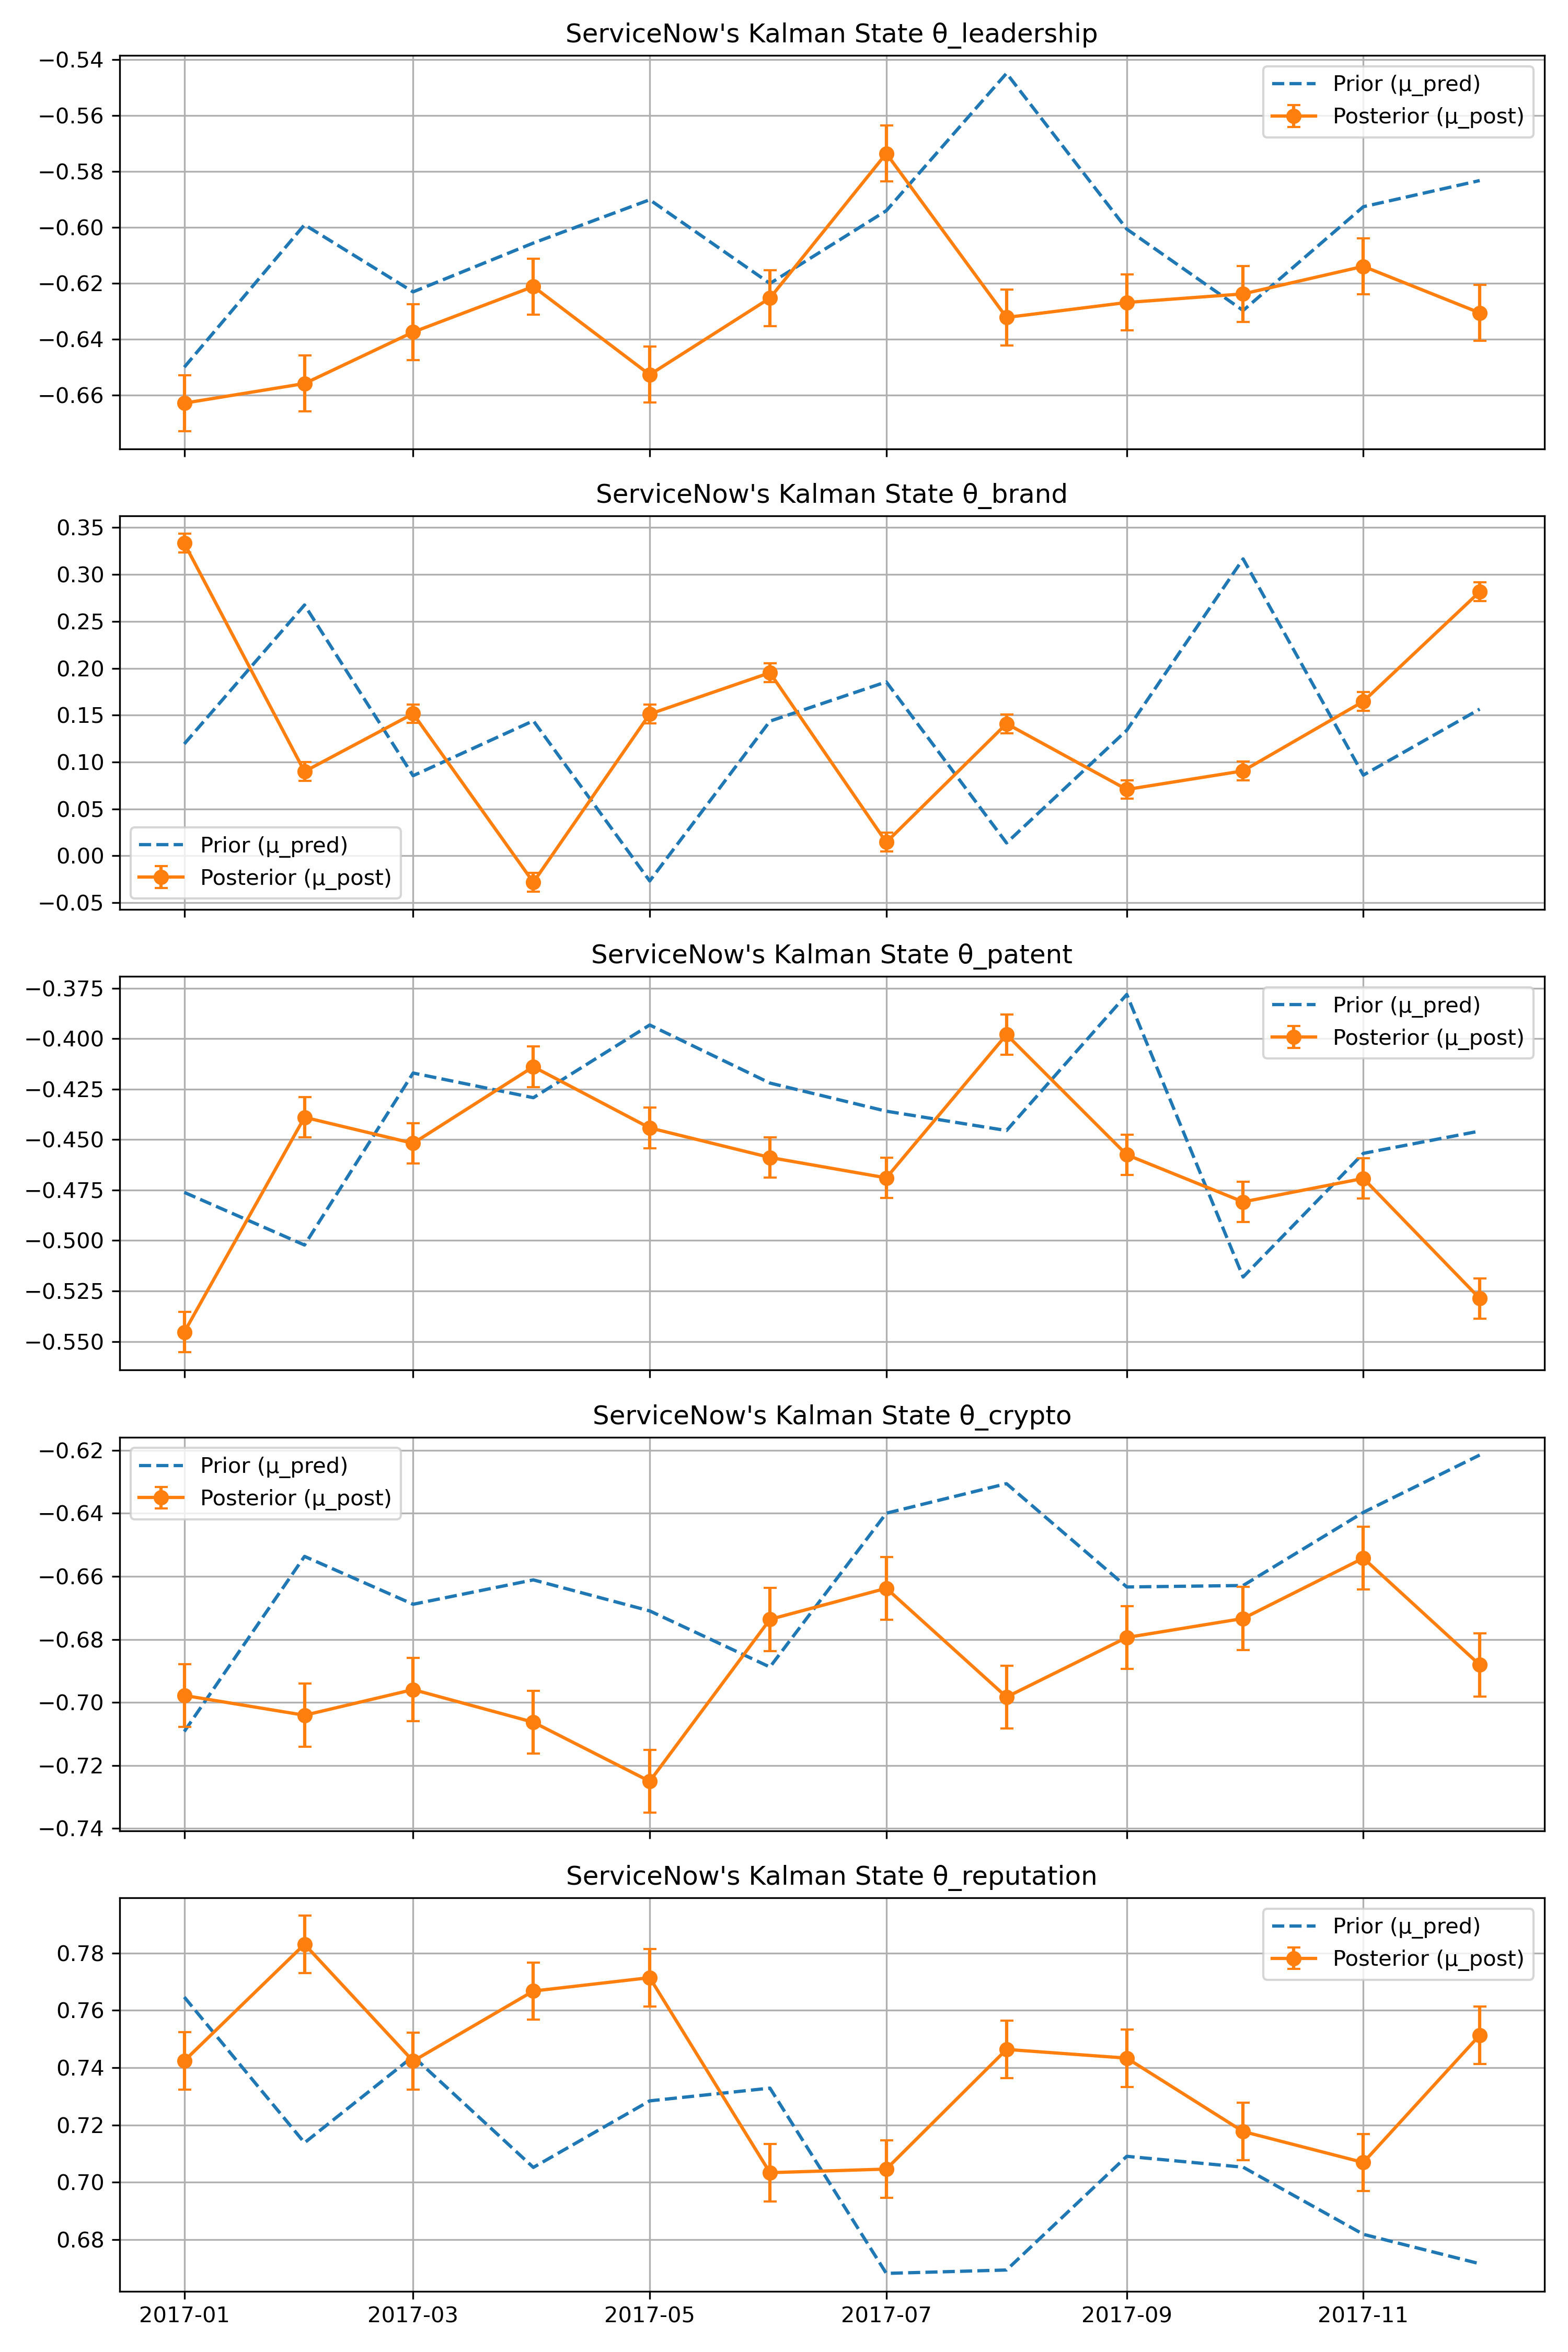 ServiceNow's Kalman State θ_leadership
−0.54
−0.56
−0.58
−0.60
−0.62
−0.64
−0.66
Prior (μ_pred)
Posterior (μ_post)
ServiceNow's Kalman State θ_brand
0.35
0.30
0.25
0.20
0.15
0.10
0.05
0.00
−0.05
Prior (μ_pred)
Posterior (μ_post)
ServiceNow's Kalman State θ_patent
−0.375
−0.400
−0.425
−0.450
−0.475
−0.500
−0.525
−0.550
Prior (μ_pred)
Posterior (μ_post)
ServiceNow's Kalman State θ_crypto
−0.62
−0.64
−0.66
−0.68
−0.70
−0.72
−0.74
Prior (μ_pred)
Posterior (μ_post)
ServiceNow's Kalman State θ_reputation
0.78
0.76
0.74
0.72
0.70
0.68
Prior (μ_pred)
Posterior (μ_post)
2017-01 2017-03 2017-05 2017-07 2017-09 2017-11